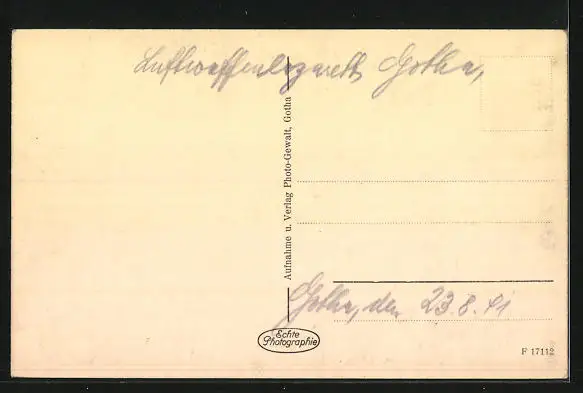 Luftwaffenlazarett Gotha,
Aufnahme u. Verlag Photo-Gewalt, Gotha
Gotha, den 23.8.41
Echte
Photographie
F 17112